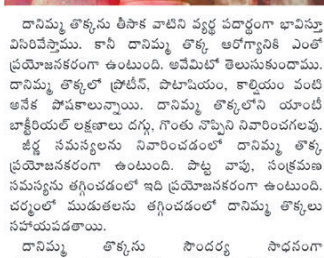 దానిమ్మ తొక్కను తీసాక వాటిని వ్యర్థ పదార్థంగా భావిస్తూ
విసిరివేస్తాము. కానీ దానిమ్మ తొక్క ఆరోగ్యానికి ఎంతో
ప్రయోజనకరంగా ఉంటుంది. అవేమిటో తెలుసుకుందాము.
దానిమ్మ తొక్కలో ప్రోటీన్, పొటాషియం, కాల్షియం వంటి
అనేక పోషకాలున్నాయి. దానిమ్మ తొక్కలోని యాంటీ
బాక్టీరియల్ లక్షణాలు దగ్గు, గొంతు నొప్పిని నివారించగలవు.
జీర్ణ సమస్యలను నివారించడంలో దానిమ్మ తొక్క
ప్రయోజనకరంగా ఉంటుంది. పొట్ట వాపు, సంక్రమణ
సమస్యను తగ్గించడంలో ఇది ప్రయోజనకరంగా ఉంటుంది.
చర్మంలో ముడుతలను తగ్గించడంలో దానిమ్మ తొక్కలు
సహాయపడతాయి.
దానిమ్మ తొక్కను సౌందర్య సాధనంగా